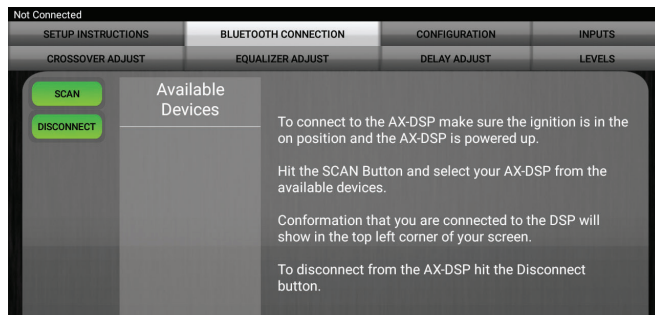 Not Connected
SETUP INSTRUCTIONS BLUETOOTH CONNECTION CONFIGURATION INPUTS
CROSSOVER ADJUST EQUALIZER ADJUST DELAY ADJUST LEVELS
SCAN
DISCONNECT
Available
Devices
To connect to the AX-DSP make sure the ignition is in the
on position and the AX-DSP is powered up.
Hit the SCAN Button and select your AX-DSP from the
available devices.
Conformation that you are connected to the DSP will
show in the top left corner of your screen.
To disconnect from the AX-DSP hit the Disconnect
button.